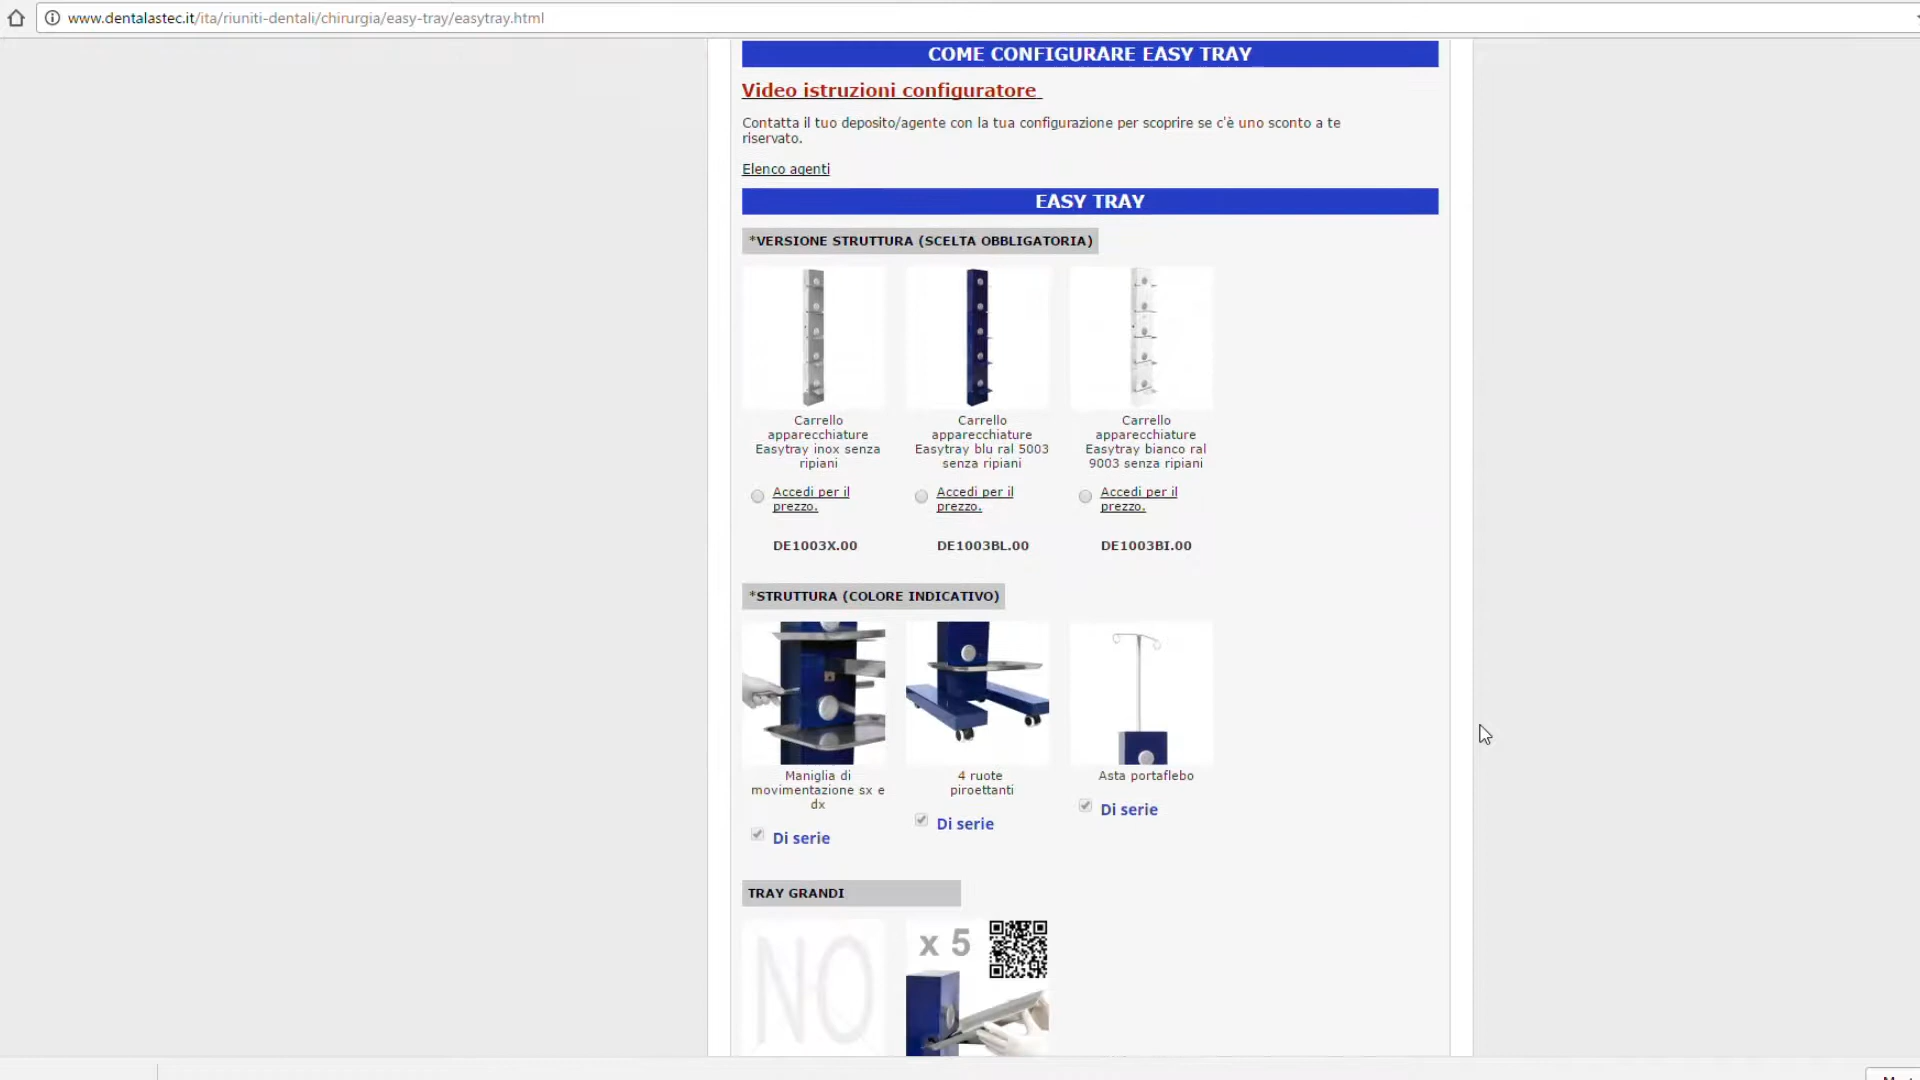 www.dentalastec.it/ita/riuniti-dentali/chirurgia/easy-tray/easytray.html
COME CONFIGURARE EASY TRAY
Video istruzioni configuratore
Contatta il tuo deposito/agente con la tua configurazione per scoprire se c'è uno sconto a te
riservato.
Elenco agenti
EASY TRAY
*VERSIONE STRUTTURA (SCELTA OBBLIGATORIA)
Carrello
apparecchiature
Easytray inox senza
ripiani
Accedi per il
prezzo.
DE1003X.00
Carrello
apparecchiature
Easytray blu ral 5003
senza ripiani
Accedi per il
prezzo.
DE1003BL.00
Carrello
apparecchiature
Easytray bianco ral
9003 senza ripiani
Accedi per il
prezzo.
DE1003BI.00
*STRUTTURA (COLORE INDICATIVO)
Maniglia di
movimentazione sx e
dx
Di serie
4 ruote
piroettanti
Di serie
Asta portaflebo
Di serie
TRAY GRANDI
NO
x 5